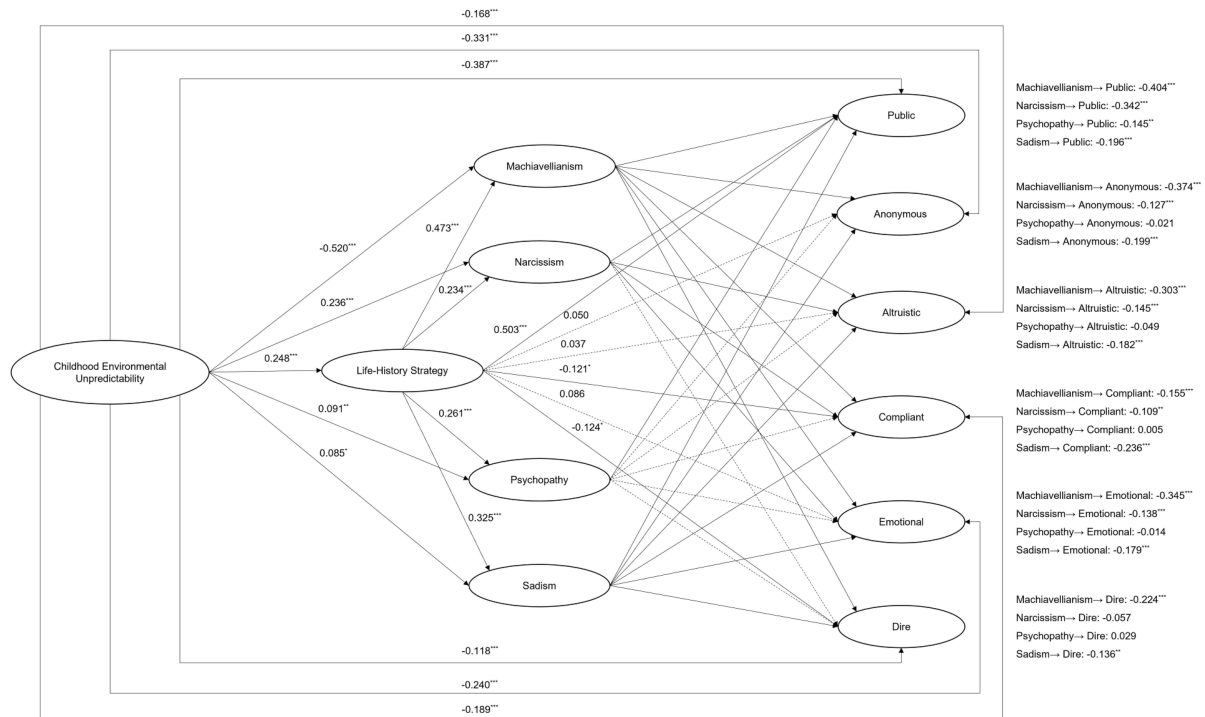 -0.168***
-0.331***
-0.387***
Public
Machiavellianism
Anonymous
0.473***
-0.520***
Narcissism
0.234***
0.236***
0.503***
0.050
Altruistic
0.037
0.248***
Childhood Environmental
Unpredictability
Life-History Strategy
-0.121*
0.086
Compliant
0.091**
0.261***
-0.124*
0.085*
Psychopathy
0.325***
Emotional
Sadism
Dire
-0.118***
-0.240***
-0.189***
Machiavellianism→ Public: -0.404***
Narcissism→ Public: -0.342***
Psychopathy→ Public: -0.145**
Sadism→ Public: -0.196***
Machiavellianism→ Anonymous: -0.374***
Narcissism→ Anonymous: -0.127***
Psychopathy→ Anonymous: -0.021
Sadism→ Anonymous: -0.199***
Machiavellianism→ Altruistic: -0.303***
Narcissism→ Altruistic: -0.145***
Psychopathy→ Altruistic: -0.049
Sadism→ Altruistic: -0.182***
Machiavellianism→ Compliant: -0.155***
Narcissism→ Compliant: -0.109**
Psychopathy→ Compliant: 0.005
Sadism→ Compliant: -0.236***
Machiavellianism→ Emotional: -0.345***
Narcissism→ Emotional: -0.138***
Psychopathy→ Emotional: -0.014
Sadism→ Emotional: -0.179***
Machiavellianism→ Dire: -0.224***
Narcissism→ Dire: -0.057
Psychopathy→ Dire: 0.029
Sadism→ Dire: -0.136**